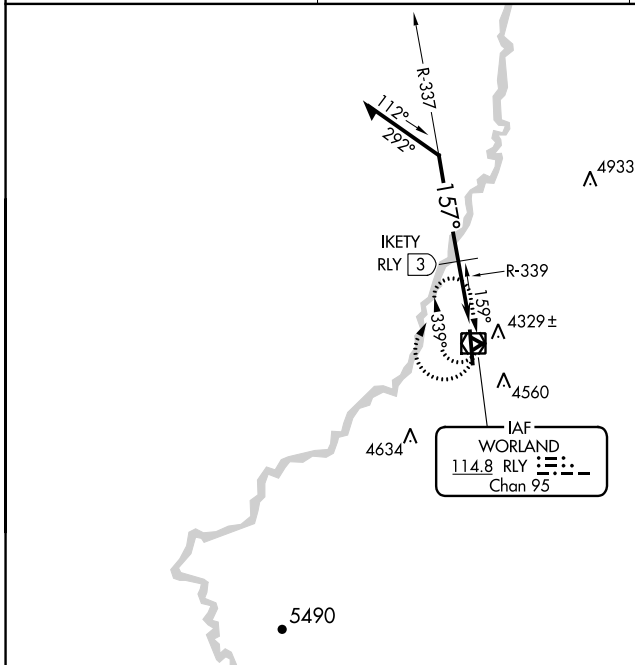 R-337
112°
292°
4933
157°
IKETY
RLY 3
R-339
159°
339°
4329±
4560
4634
IAF
WORLAND
114.8 RLY
Chan 95
5490